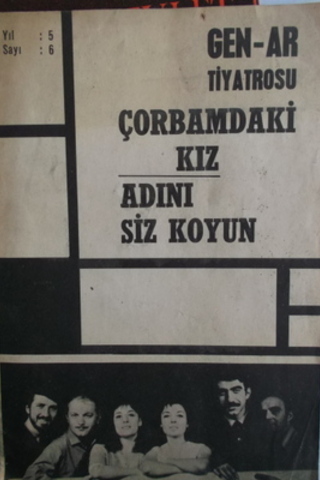 Yıl : 5
Sayı : 6
GEN-AR
TİYATROSU
ÇORBAMDAKİ
KIZ
ADINI
SİZ KOYUN